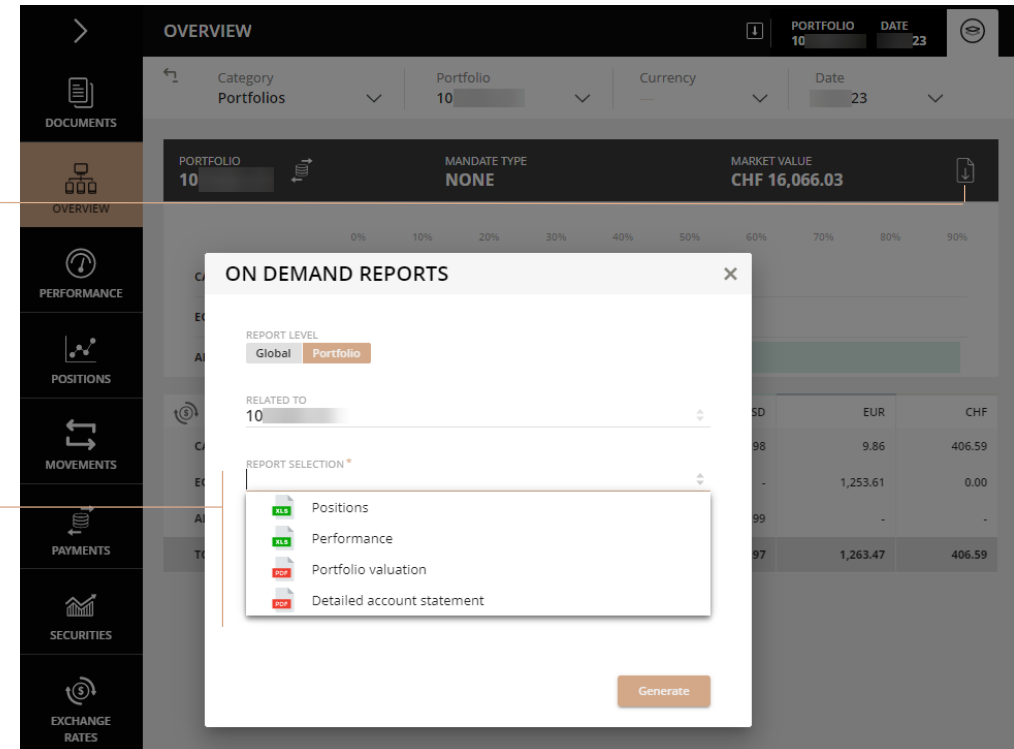 OVERVIEW
PORTFOLIO DATE
10 23
Category Portfolio Currency Date
Portfolios 10 — 23
DOCUMENTS
PORTFOLIO MANDATE TYPE MARKET VALUE
10 NONE CHF 16,066.03
OVERVIEW
0% 10% 20% 30% 40% 50% 60% 70% 80% 90%
ON DEMAND REPORTS
PERFORMANCE
REPORT LEVEL
Global Portfolio
POSITIONS
RELATED TO
10
EUR CHF
9.86 406.59
MOVEMENTS
REPORT SELECTION *
- 1,253.61 0.00
XLS Positions
- -
XLS Performance
PAYMENTS
1,263.47 406.59
PDF Portfolio valuation
PDF Detailed account statement
SECURITIES
Generate
EXCHANGE
RATES